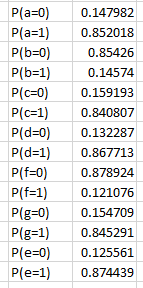 P(a=0) 0.147982
P(a=1) 0.852018
P(b=0) 0.85426
P(b=1) 0.14574
P(c=0) 0.159193
P(c=1) 0.840807
P(d=0) 0.132287
P(d=1) 0.867713
P(f=0) 0.878924
P(f=1) 0.121076
P(g=0) 0.154709
P(g=1) 0.845291
P(e=0) 0.125561
P(e=1) 0.874439